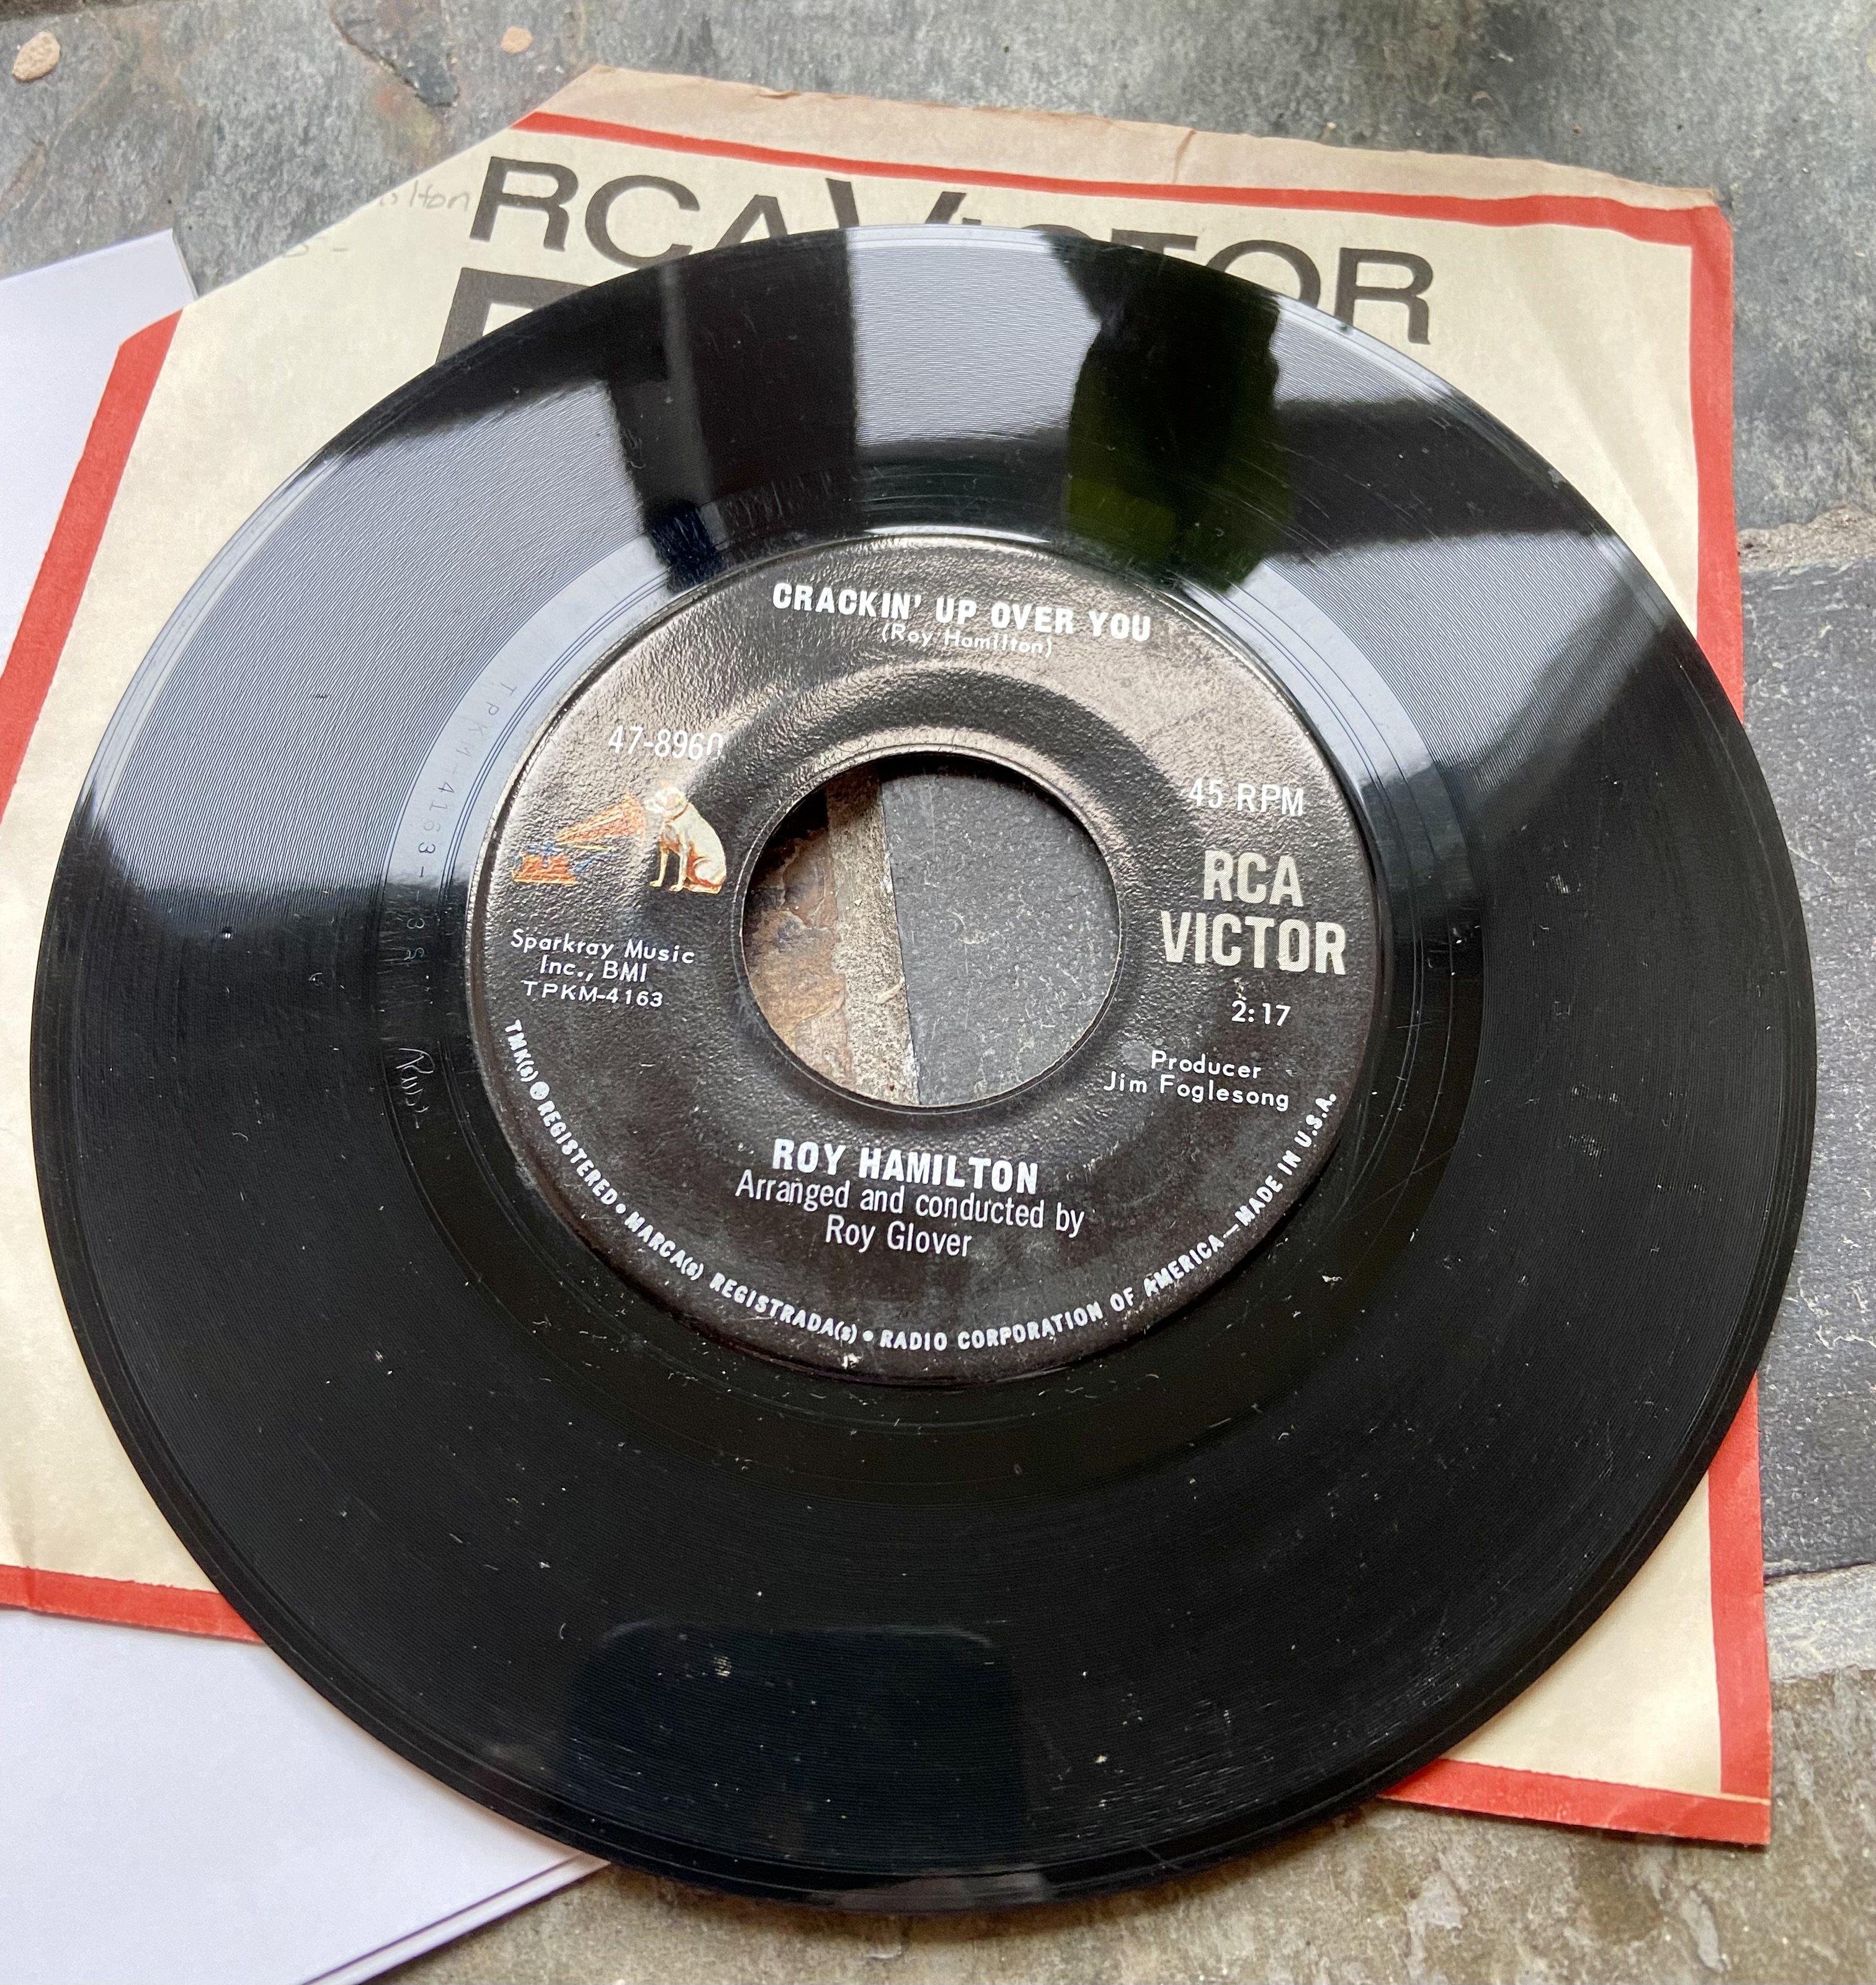 RCA VICTOR
CRACKIN' UP OVER YOU
(Roy Hamilton)
47-8960
45 RPM
RCA
VICTOR
Sparkray Music
Inc., BMI
TPKM-4163
2:17
Producer
Jim Foglesong
ROY HAMILTON
Arranged and conducted by
Roy Glover
TMK(s) ® REGISTERED • MARCA(s) REGISTRADA(s) • RADIO CORPORATION OF AMERICA—MADE IN U.S.A.
TPKM-4163-3S